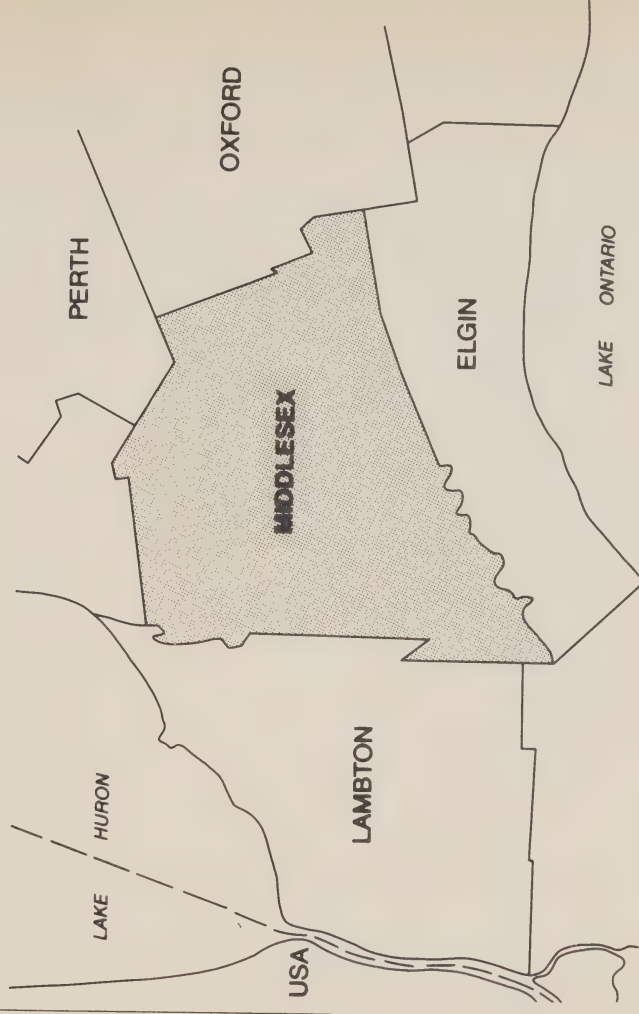 PERTH
LAKE HURON
OXFORD
MIDDLESEX
USA
LAMBTON
ELGIN
LAKE ONTARIO